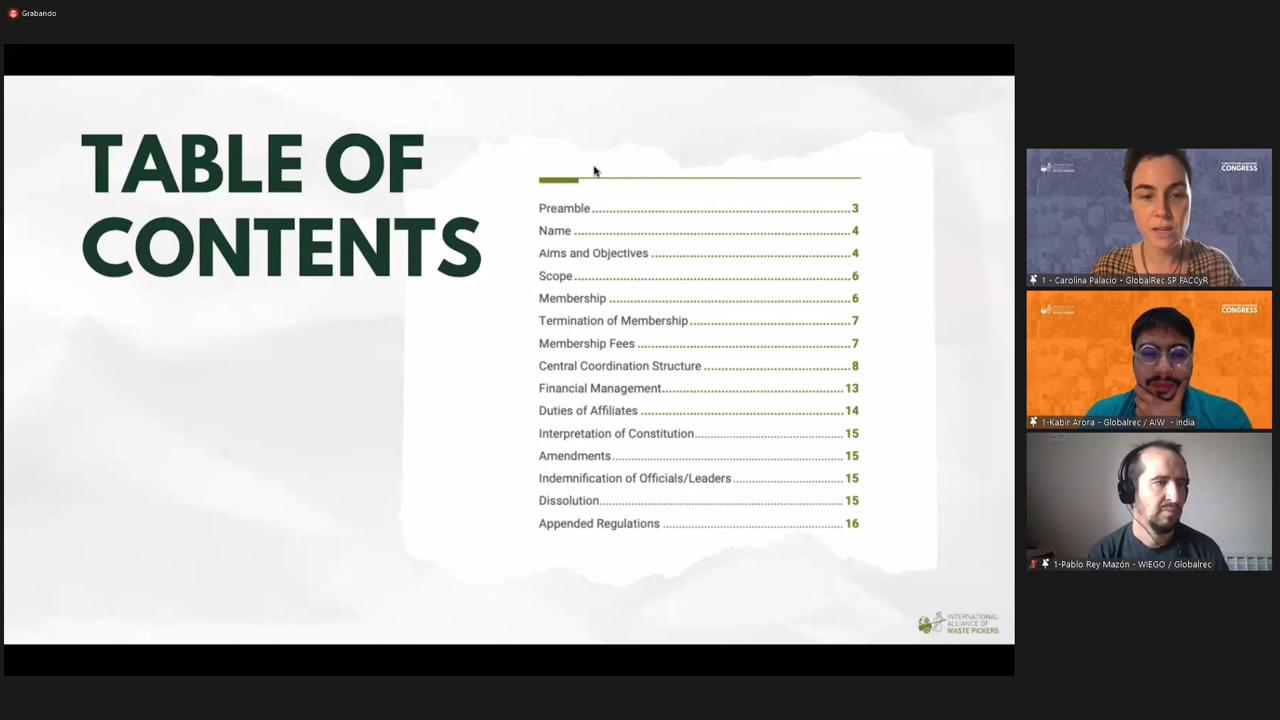 Grabando
TABLE OF
CONTENTS
Preamble 3
Name 4
Aims and Objectives 4
Scope 6
Membership 6
Termination of Membership 7
Membership Fees 7
Central Coordination Structure 8
Financial Management 13
Duties of Affiliates 14
Interpretation of Constitution 15
Amendments 15
Indemnification of Officials/Leaders 15
Dissolution 15
Appended Regulations 16
INTERNATIONAL
ALLIANCE OF
WASTE PICKERS
CONGRESS
1 - Carolina Palacio - GlobalRec SP FACCyR
CONGRESS
1-Kabir Arora - Globalrec / AIW - India
1-Pablo Rey Mazón - WIEGO / Globalrec